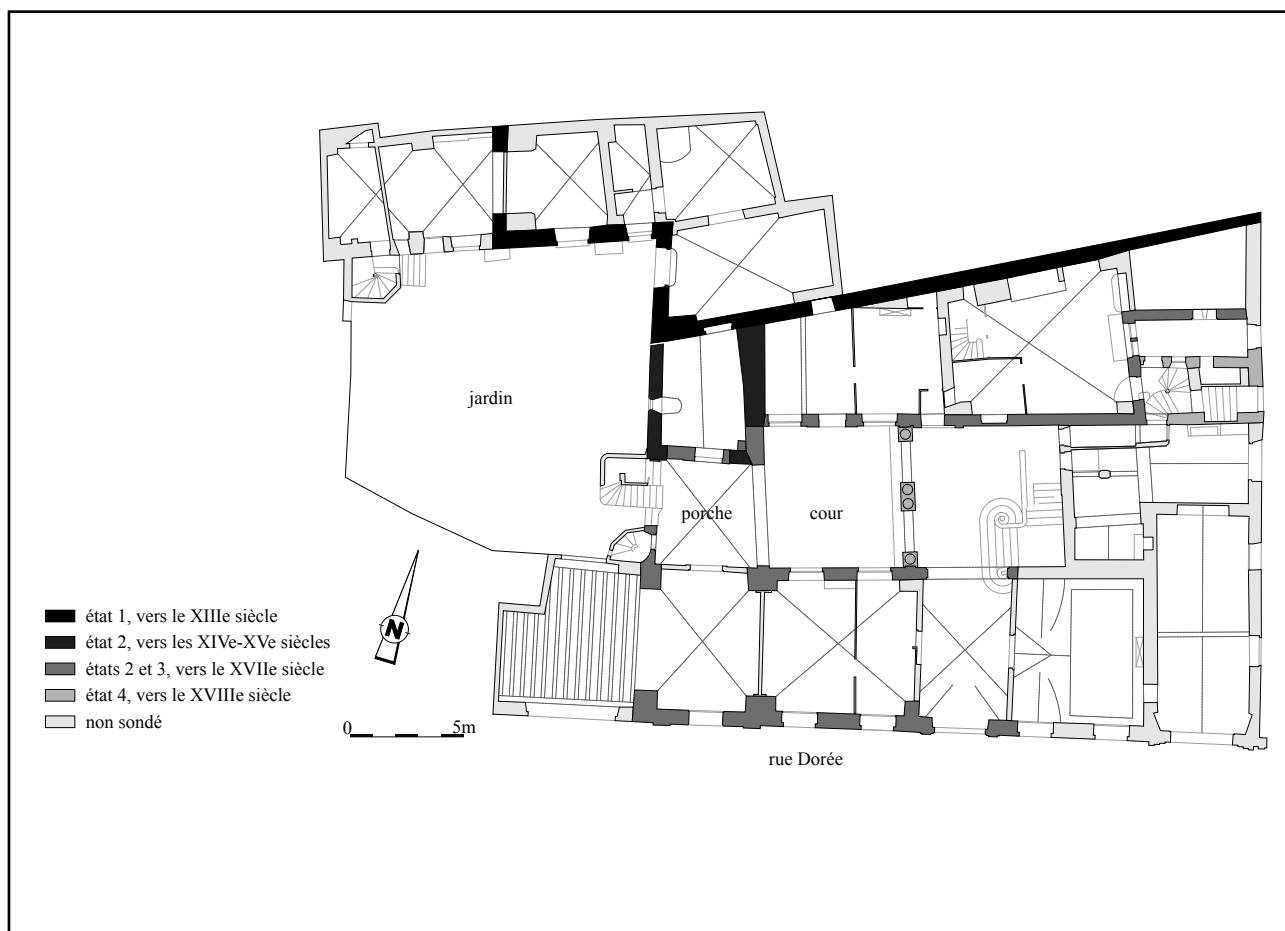 jardin
porche
cour
N
état 1, vers le XIIIe siècle
état 2, vers les XIVe-XVe siècles
états 2 et 3, vers le XVIIe siècle
état 4, vers le XVIIIe siècle
non sondé
0 5m
rue Dorée